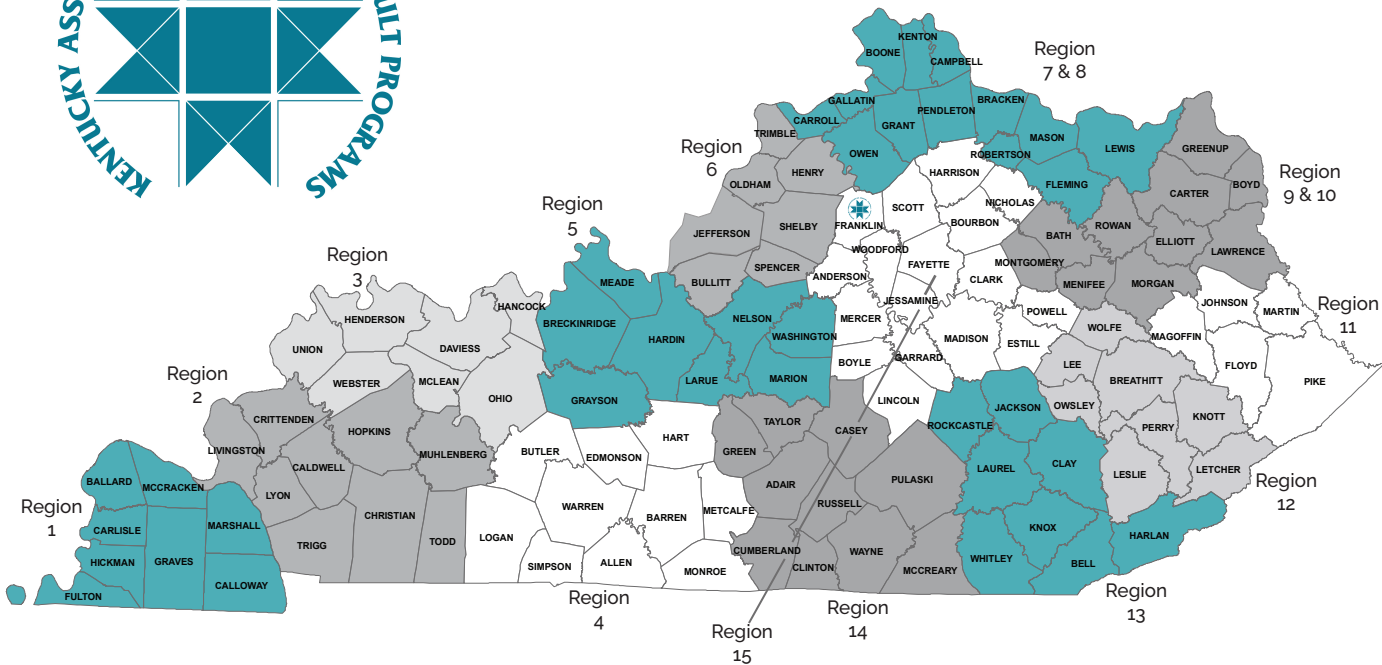 KENTUCKY ASS
ULT PROGRAMS
Region
7 & 8
BOONE
KENTON
CAMPBELL
GALLATIN
CARROLL
GRANT
PENDLETON
BRACKEN
OWEN
ROBERTSON
MASON
LEWIS
FLEMING
Region
6
TRIMBLE
HENRY
OLDHAM
JEFFERSON
SHELBY
BULLITT
SPENCER
Region
9 & 10
GREENUP
CARTER
BOYD
ROWAN
ELLIOTT
LAWRENCE
BATH
MONTGOMERY
MENIFEE
MORGAN
HARRISON
NICHOLAS
SCOTT
BOURBON
FRANKLIN
WOODFORD
FAYETTE
ANDERSON
CLARK
JESSAMINE
MERCER
POWELL
MADISON
ESTILL
BOYLE
GARRARD
LINCOLN
Region
5
MEADE
BRECKINRIDGE
HARDIN
NELSON
WASHINGTON
LARUE
MARION
GRAYSON
Region
3
HANCOCK
HENDERSON
UNION
DAVIESS
WEBSTER
MCLEAN
OHIO
Region
11
JOHNSON
MARTIN
MAGOFFIN
FLOYD
PIKE
Region
2
CRITTENDEN
LIVINGSTON
HOPKINS
CALDWELL
MUHLENBERG
LYON
CHRISTIAN
TRIGG
TODD
Region
1
BALLARD
MCCRACKEN
CARLISLE
MARSHALL
HICKMAN
GRAVES
CALLOWAY
FULTON
BUTLER
EDMONSON
HART
WARREN
LOGAN
BARREN
METCALFE
SIMPSON
ALLEN
MONROE
Region
4
TAYLOR
CASEY
GREEN
ADAIR
RUSSELL
PULASKI
CUMBERLAND
CLINTON
WAYNE
MCCREARY
Region
14
Region
15
ROCKCASTLE
JACKSON
LAUREL
CLAY
KNOX
WHITLEY
BELL
HARLAN
Region
13
WOLFE
LEE
BREATHITT
OWSLEY
KNOTT
PERRY
LESLIE
LETCHER
Region
12